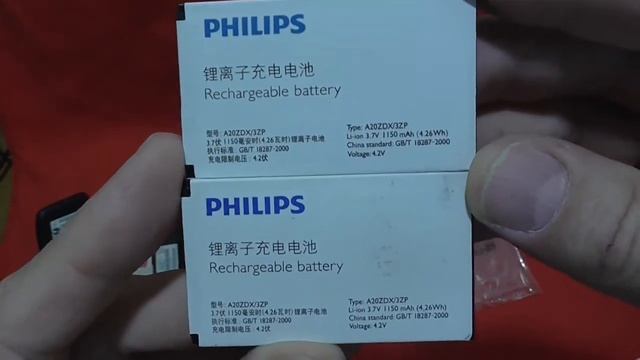 PHILIPS
锂离子充电电池
Rechargeable battery
型号: A20ZDX/3ZP
3.7伏 1150毫安时(4.26瓦时)锂离子电池
执行标准: GB/T 18287-2000
充电限制电压: 4.2伏
Type: A20ZDX/3ZP
Li-ion 3.7V 1150 mAh (4.26Wh)
China standard: GB/T 18287-2000
Voltage: 4.2V
PHILIPS
锂离子充电电池
Rechargeable battery
型号: A20ZDX/3ZP
3.7伏 1150毫安时(4.26瓦时)锂离子电池
执行标准: GB/T 18287-2000
充电限制电压: 4.2伏
Type: A20ZDX/3ZP
Li-ion 3.7V 1150 mAh (4.26Wh)
China standard: GB/T 18287-2000
Voltage: 4.2V